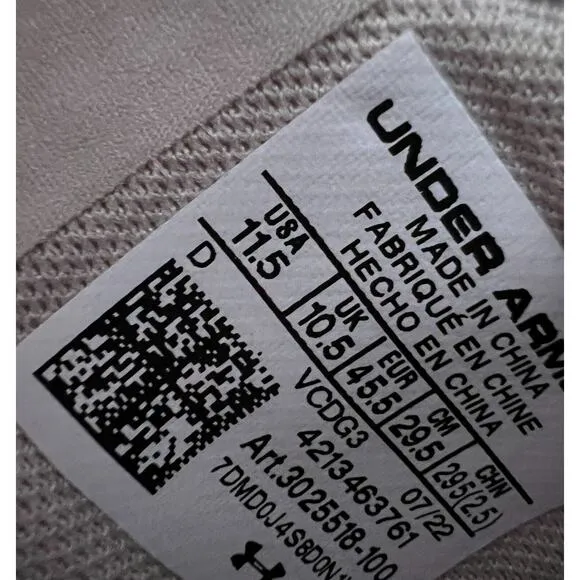 UNDER
MADE IN CHINA
FABRIQUÉ EN CHINE
HECHO EN CHINA
USA UK EUR CM CHN
11.5 10.5 45.5 29.5 295(2.5)
D VCDG3 07/22
4213463761
Art.3025518-100